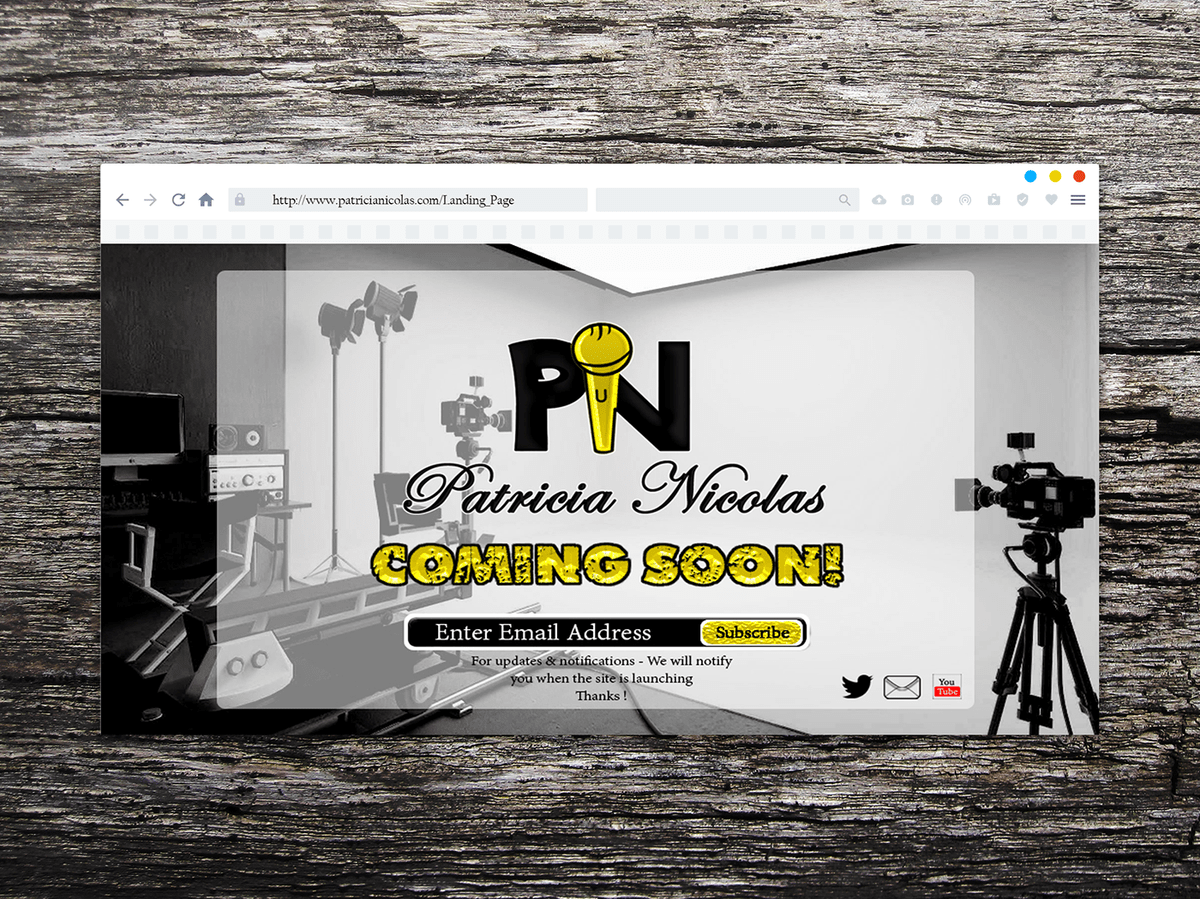 http://www.patricianicolas.com/Landing_Page
PN
U
Patricia Nicolas
COMING SOON!
Enter Email Address
Subscribe
For updates & notifications - We will notify
you when the site is launching
Thanks !
You
Tube